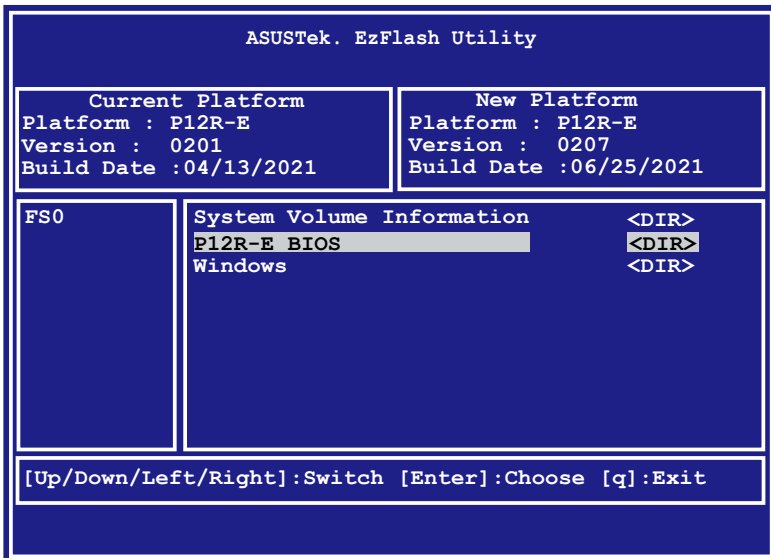 ASUSTek. EzFlash Utility
Current Platform
Platform : P12R-E
Version : 0201
Build Date :04/13/2021
New Platform
Platform : P12R-E
Version : 0207
Build Date :06/25/2021
FS0
System Volume Information <DIR>
P12R-E BIOS <DIR>
Windows <DIR>
[Up/Down/Left/Right]:Switch [Enter]:Choose [q]:Exit